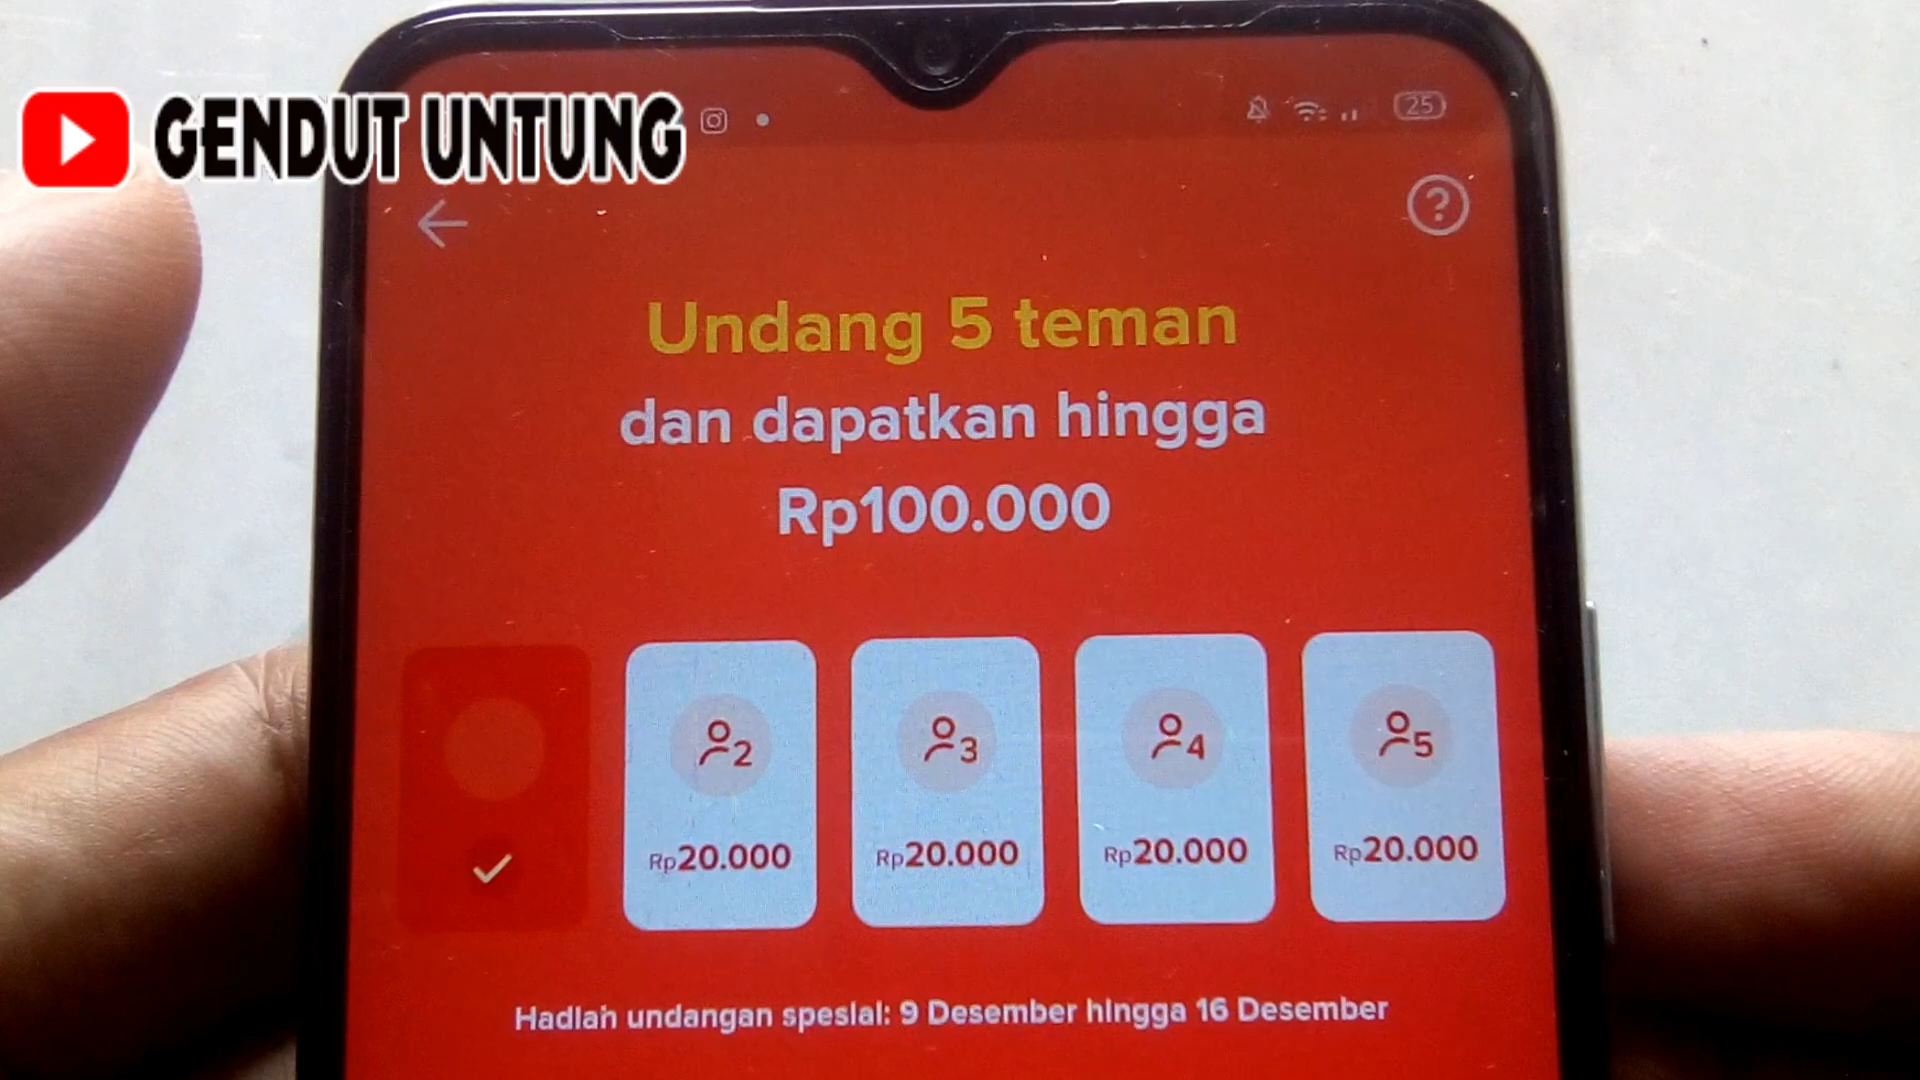 GENDUT UNTUNG
25
?
Undang 5 teman
dan dapatkan hingga
Rp100.000
2
3
4
5
Rp20.000
Rp20.000
Rp20.000
Rp20.000
Hadiah undangan spesial: 9 Desember hingga 16 Desember